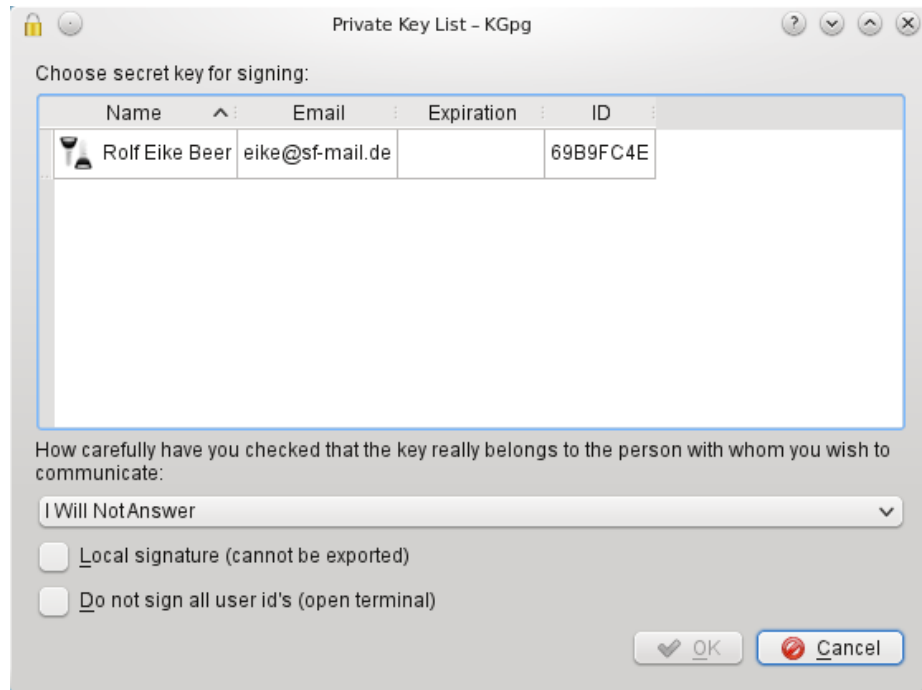 Private Key List – KGpg
Choose secret key for signing:
Name Email Expiration ID
Rolf Eike Beer eike@sf-mail.de 69B9FC4E
How carefully have you checked that the key really belongs to the person with whom you wish to
communicate:
I Will Not Answer
Local signature (cannot be exported)
Do not sign all user id's (open terminal)
OK Cancel